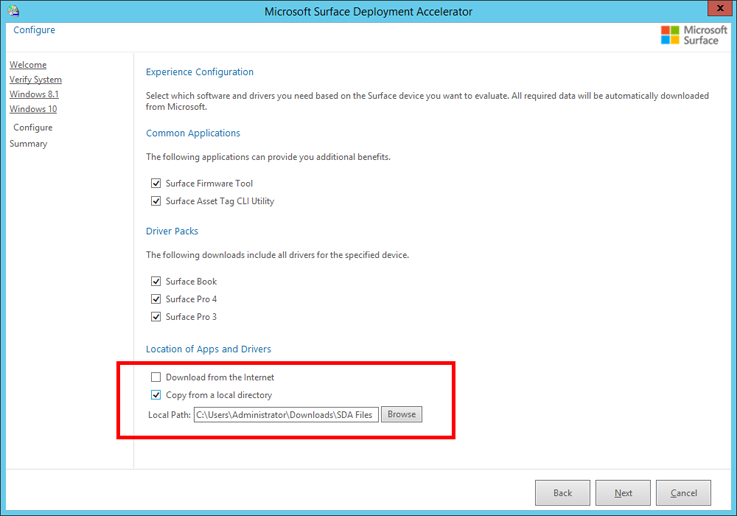 Microsoft Surface Deployment Accelerator
x
Configure
Microsoft
Surface
Welcome
Verify System
Windows 8.1
Windows 10
Configure
Summary
Experience Configuration
Select which software and drivers you need based on the Surface device you want to evaluate. All required data will be automatically downloaded
from Microsoft.
Common Applications
The following applications can provide you additional benefits.
Surface Firmware Tool
Surface Asset Tag CLI Utility
Driver Packs
The following downloads include all drivers for the specified device.
Surface Book
Surface Pro 4
Surface Pro 3
Location of Apps and Drivers
Download from the Internet
Copy from a local directory
Local Path: C:\Users\Administrator\Downloads\SDA Files Browse
Back Next Cancel